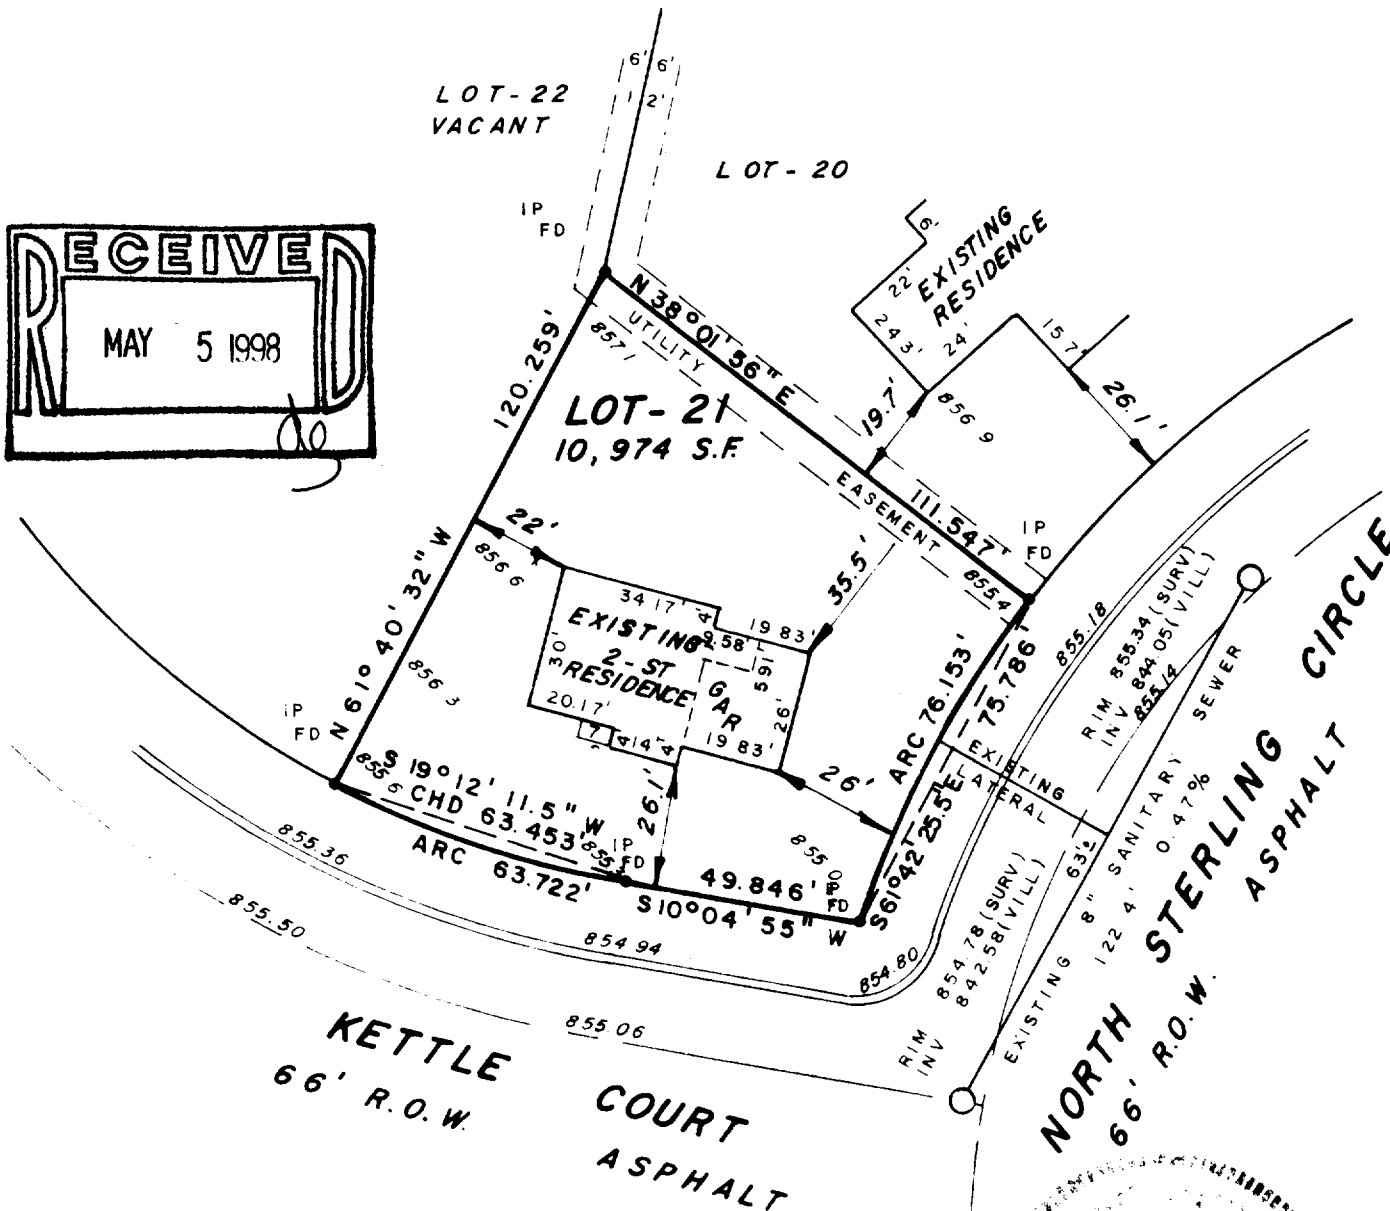 6' 6'
12'
LOT-22
VACANT
LOT-20
IP
FD
RECEIVED
MAY 5 1998
EXISTING
RESIDENCE
6'
22'
24.3'
24'
15.7'
26.1'
19.7'
856.9
N 38°01'56" E
111.547'
UTILITY
EASEMENT
857.1
120.259'
N 61°40'32" W
LOT-21
10,974 S.F.
IP
FD
855.4
22'
856.6
35.5'
34.17'
4'
19.83'
9.58'
5.91'
EXISTING
2-ST
RESIDENCE
30'
GAR
26'
20.17'
7'
4'
14'
4'
19.83'
856.3
IP
FD
855.6
S 19°12'11.5" W
CHD 63.453'
ARC 63.722'
IP
FD
26.1'
26'
855.0
49.846'
IP
FD
S 10°04'55" W
ARC 76.153'
75.786'
S 61°42'25.5" E
EXISTING
LATERAL
63'±
855.18
RIM 855.34 (SURV)
INV 844.05 (VILL)
855.14
EXISTING 8" SANITARY SEWER
122.4' 0.47%
RIM 854.78 (SURV)
INV 842.58 (VILL)
855.36
855.50
854.94
854.80
855.06
KETTLE COURT
66' R.O.W.
ASPHALT
NORTH STERLING CIRCLE
66' R.O.W.
ASPHALT